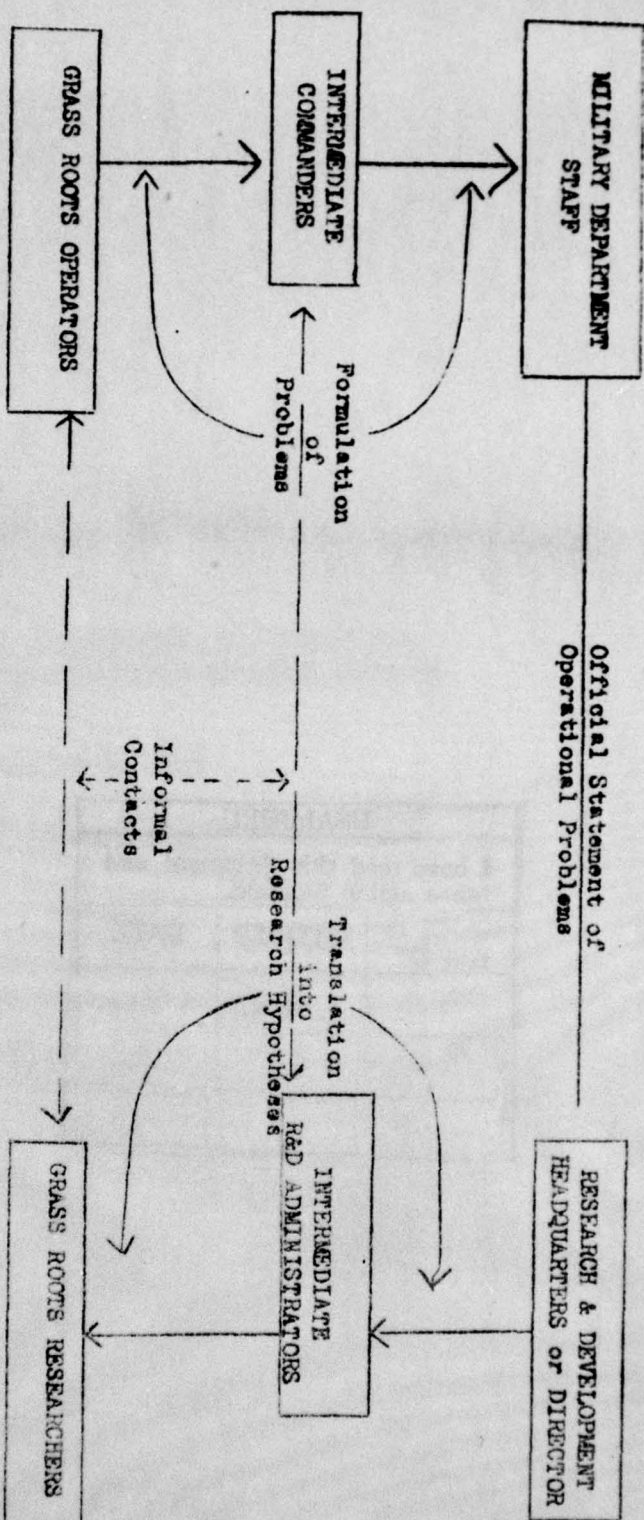 MILITARY DEPARTMENT
STAFF
Official Statement of
Operational Problems
RESEARCH & DEVELOPMENT
HEADQUARTERS or DIRECTOR
INTERMEDIATE
COMMANDERS
Formulation
of
Problems
Translation
into
Research Hypotheses
INTERMEDIATE
R&D ADMINISTRATORS
Informal
Contacts
GRASS ROOTS OPERATORS
GRASS ROOTS RESEARCHERS